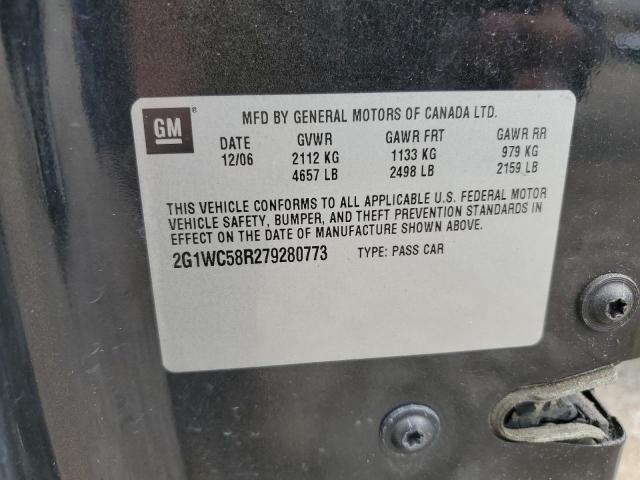 GM®
MFD BY GENERAL MOTORS OF CANADA LTD.
DATE GVWR GAWR FRT GAWR RR
12/06 2112 KG 1133 KG 979 KG
4657 LB 2498 LB 2159 LB
THIS VEHICLE CONFORMS TO ALL APPLICABLE U.S. FEDERAL MOTOR
VEHICLE SAFETY, BUMPER, AND THEFT PREVENTION STANDARDS IN
EFFECT ON THE DATE OF MANUFACTURE SHOWN ABOVE.
2G1WC58R279280773 TYPE: PASS CAR